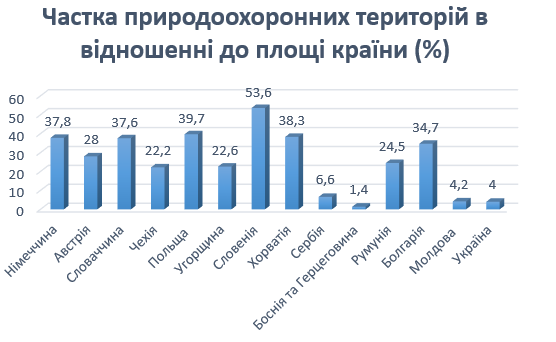 Частка природоохоронних територій в
відношенні до площі країни (%)
60
50
40
30
20
10
0
37,8
28
37,6
22,2
39,7
22,6
53,6
38,3
6,6
1,4
24,5
34,7
4,2
4
Німеччина
Австрія
Словаччина
Чехія
Польща
Угорщина
Словенія
Хорватія
Сербія
Боснія та Герцеговина
Румунія
Болгарія
Молдова
Україна